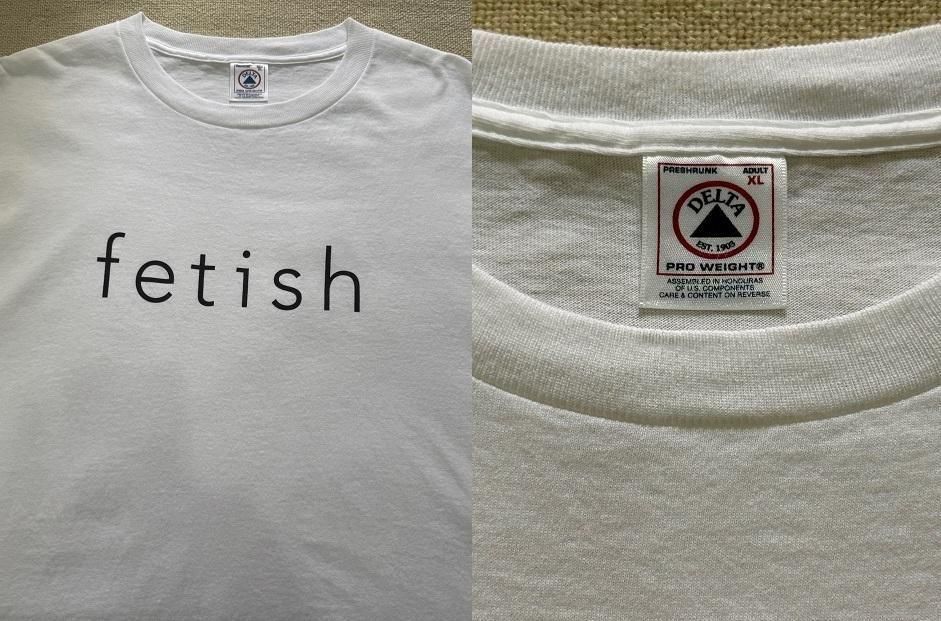 fetish
PRESHRUNK ADULT
XL
DELTA
EST. 1903
PRO WEIGHT®
ASSEMBLED IN HONDURAS
OF U.S. COMPONENTS
CARE & CONTENT ON REVERSE